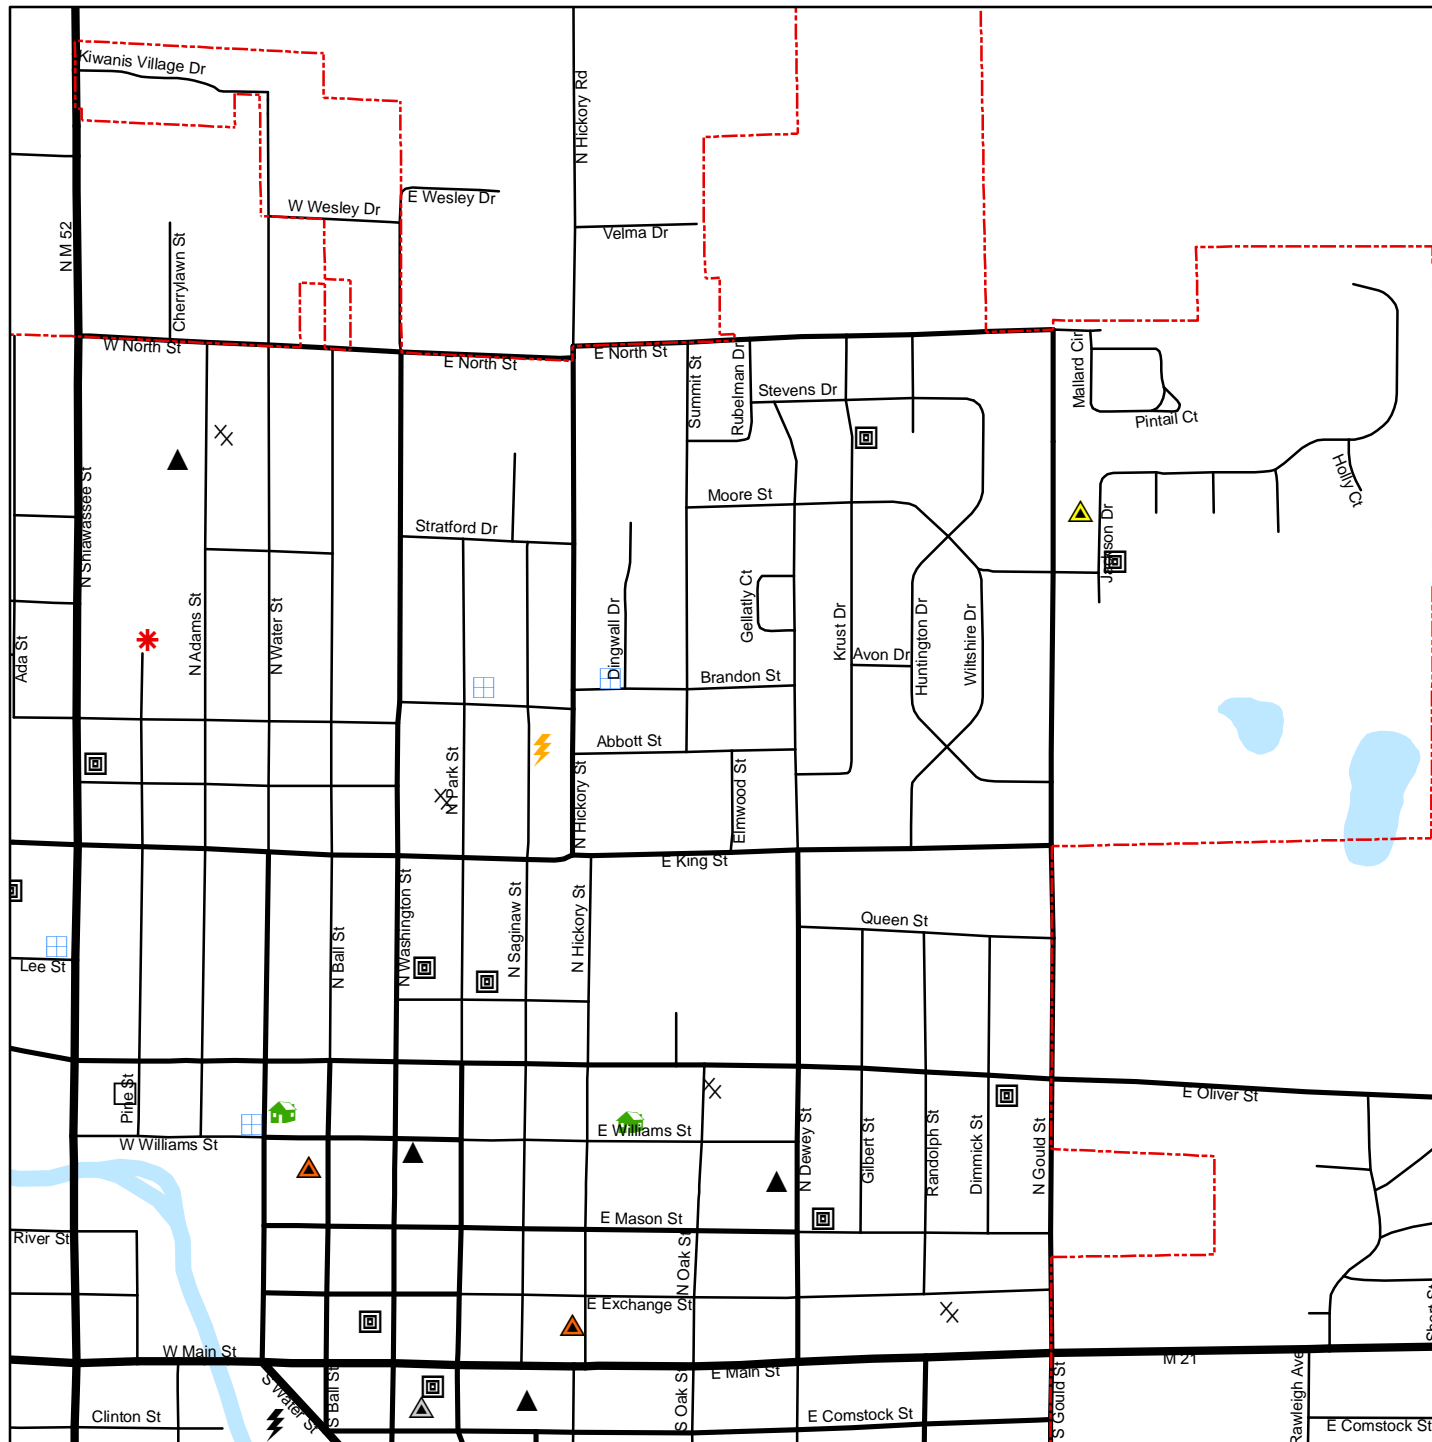 Kiwanis Village Dr
N Hickory Rd
E Wesley Dr
W Wesley Dr
Velma Dr
N M 52
Cherrylawn St
W North St
E North St
E North St
Summit St
Rubelman Dr
Stevens Dr
Mallard Cir
Pintail Ct
Holly Ct
N Shiawassee St
Moore St
Stratford Dr
Jackson Dr
Ada St
N Adams St
N Water St
Dingwall Dr
Gellatly Ct
Krust Dr
Huntington Dr
Wiltshire Dr
Avon Dr
Brandon St
Abbott St
N Park St
N Hickory St
Elmwood St
E King St
N Ball St
N Washington St
N Saginaw St
N Hickory St
Queen St
Lee St
Pine St
W Williams St
E Williams St
N Dewey St
Gilbert St
Randolph St
Dimmick St
N Gould St
E Oliver St
River St
E Mason St
N Oak St
E Exchange St
W Main St
E Main St
M 21
Short St
S Water St
S Ball St
S Oak St
S Gould St
Rawleigh Ave
Clinton St
E Comstock St
E Comstock St